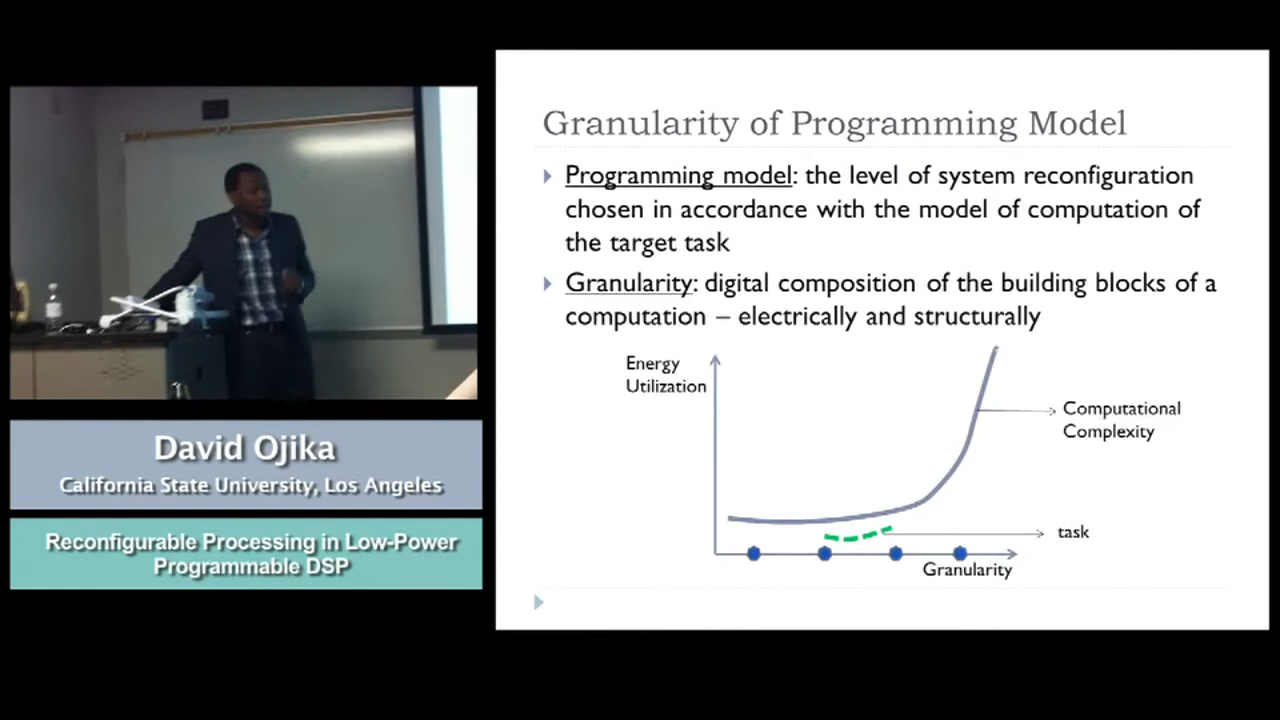 Granularity of Programming Model
Programming model: the level of system reconfiguration
chosen in accordance with the model of computation of
the target task
Granularity: digital composition of the building blocks of a
computation – electrically and structurally
Energy
Utilization
Computational
Complexity
task
Granularity
David Ojika
California State University, Los Angeles
Reconfigurable Processing in Low-Power
Programmable DSP